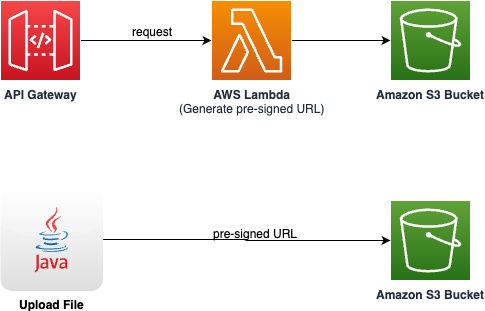 request
API Gateway
AWS Lambda
(Generate pre-signed URL)
Amazon S3 Bucket
Java
pre-signed URL
Upload File
Amazon S3 Bucket